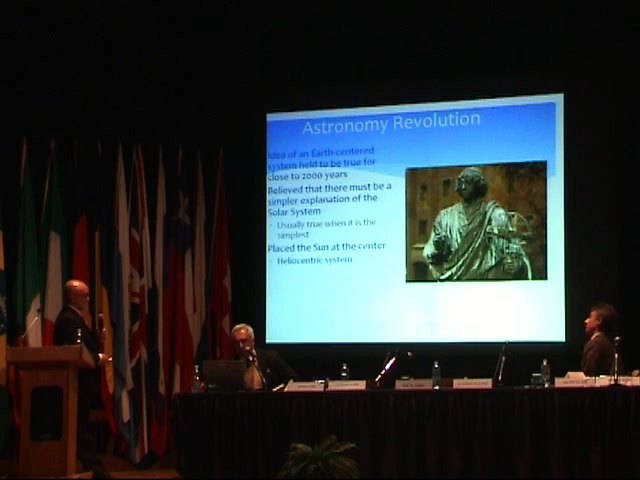 Astronomy Revolution
Idea of an Earth-centered
system held to be true for
close to 2000 years
Believed that there must be a
simpler explanation of the
Solar System
Usually true when it is the
simplest
Placed the Sun at the center
Heliocentric system